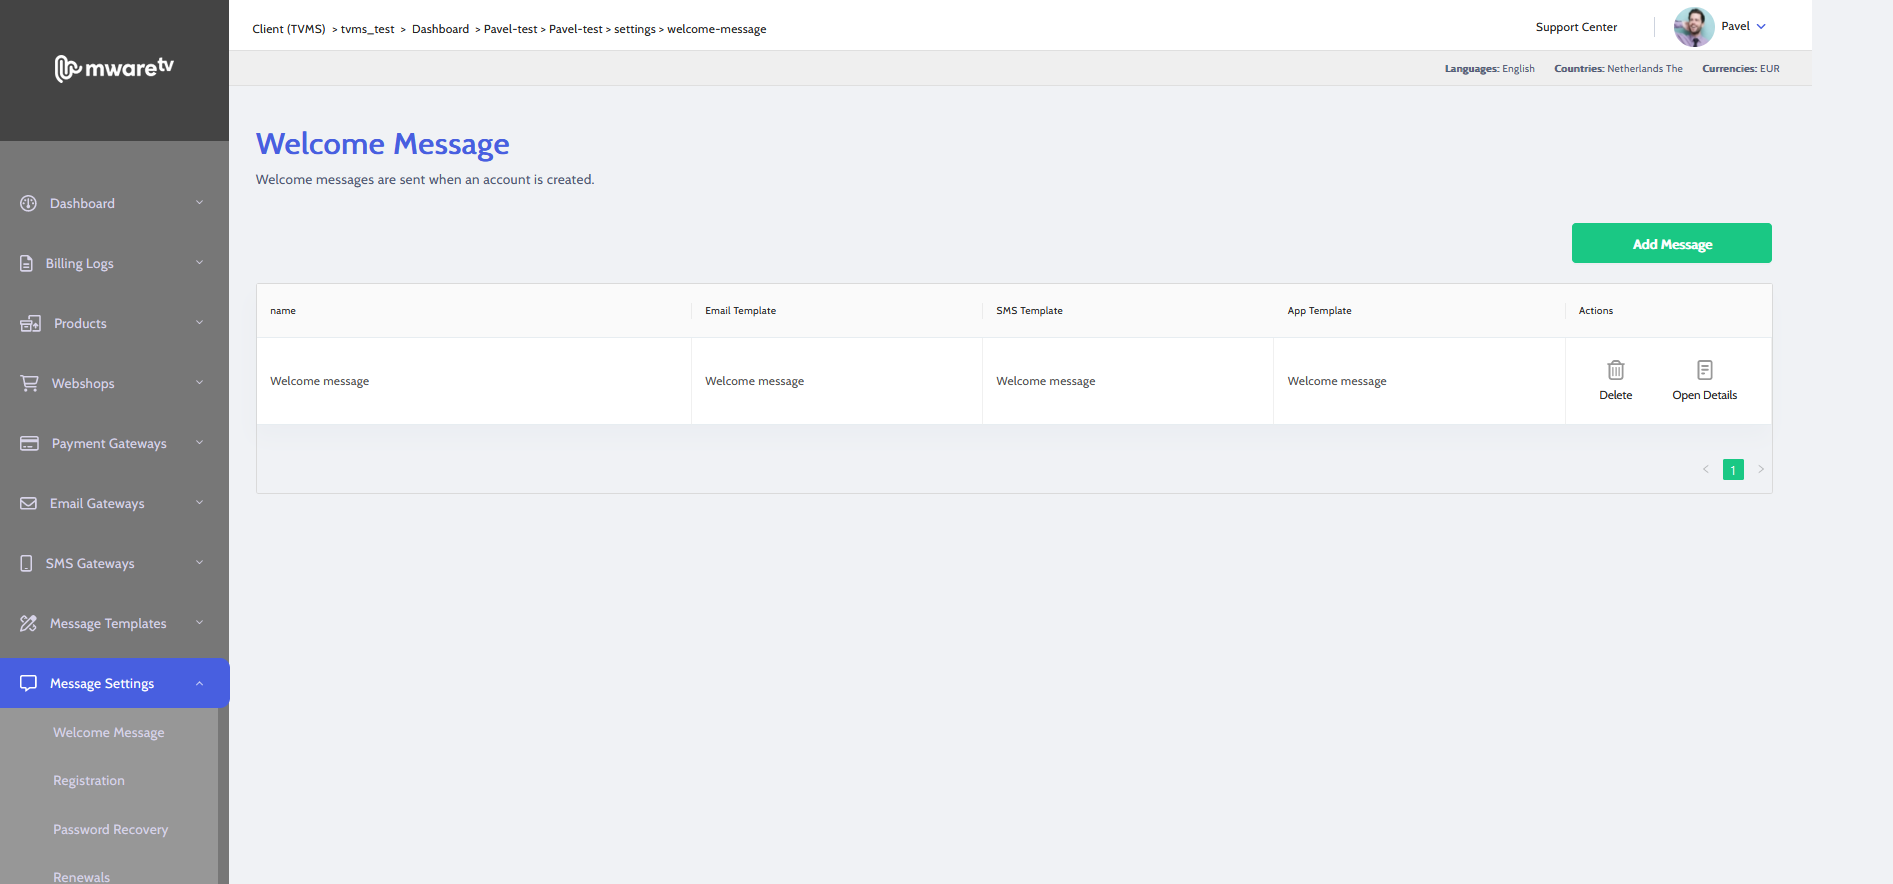 Client (TVMS) > tvms_test > Dashboard > Pavel-test > Pavel-test > settings > welcome-message
Support Center
Pavel
mwaretv
Languages: English Countries: Netherlands The Currencies: EUR
Welcome Message
Welcome messages are sent when an account is created.
Add Message
name Email Template SMS Template App Template Actions
Welcome message Welcome message Welcome message Welcome message
Delete Open Details
< 1 >
Dashboard
Billing Logs
Products
Webshops
Payment Gateways
Email Gateways
SMS Gateways
Message Templates
Message Settings
Welcome Message
Registration
Password Recovery
Renewals